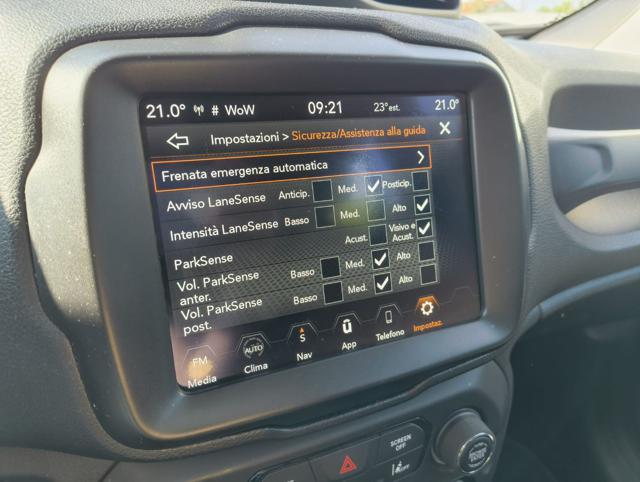 21.0° # WoW 09:21 23°est. 21.0°
Impostazioni > Sicurezza/Assistenza alla guida X
Frenata emergenza automatica >
Avviso LaneSense Anticip. Med. Posticip.
Intensità LaneSense Basso Med. Alto
ParkSense Acust. Visivo e Acust.
Vol. ParkSense anter. Basso Med. Alto
Vol. ParkSense post. Basso Med. Alto
FM Media
AUTO Clima
S Nav
App
Telefono
Impostaz.
SCREEN OFF
OFF